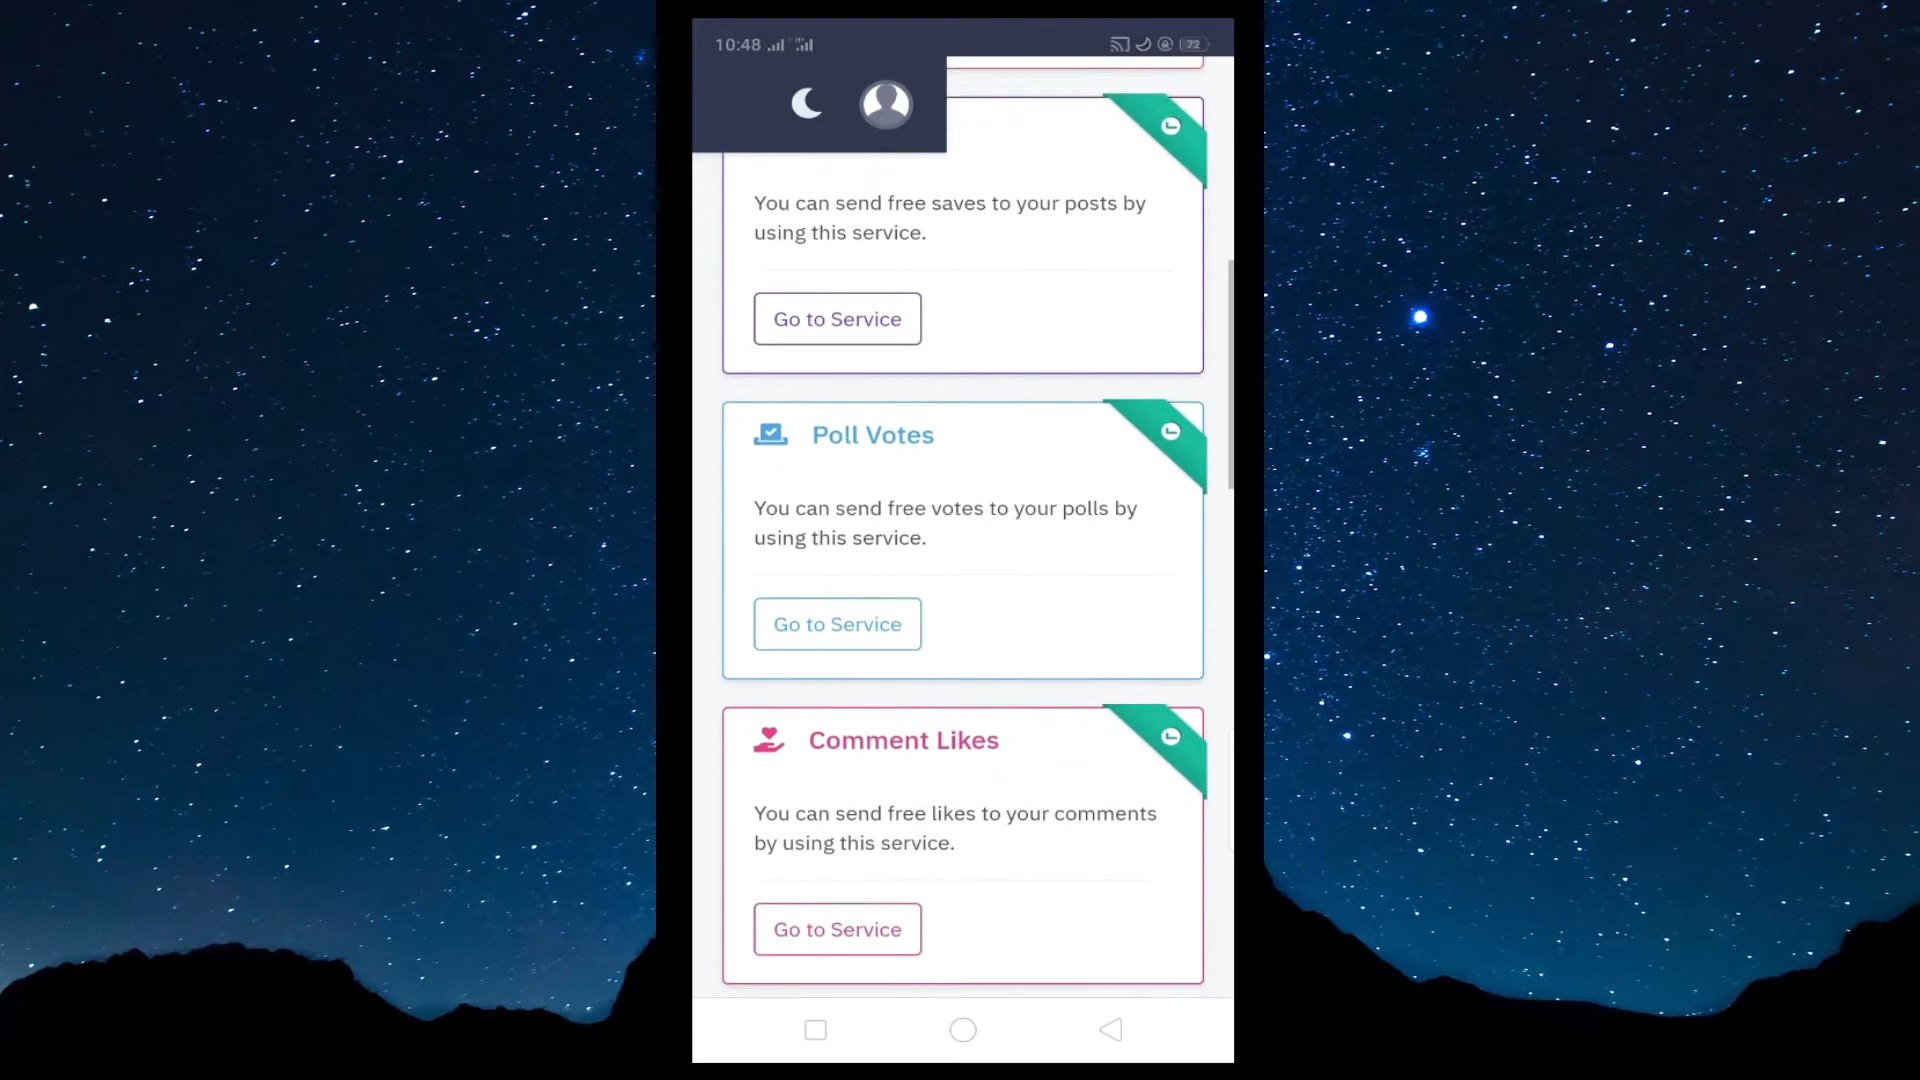 10:48
72
You can send free saves to your posts by
using this service.
Go to Service
Poll Votes
You can send free votes to your polls by
using this service.
Go to Service
Comment Likes
You can send free likes to your comments
by using this service.
Go to Service